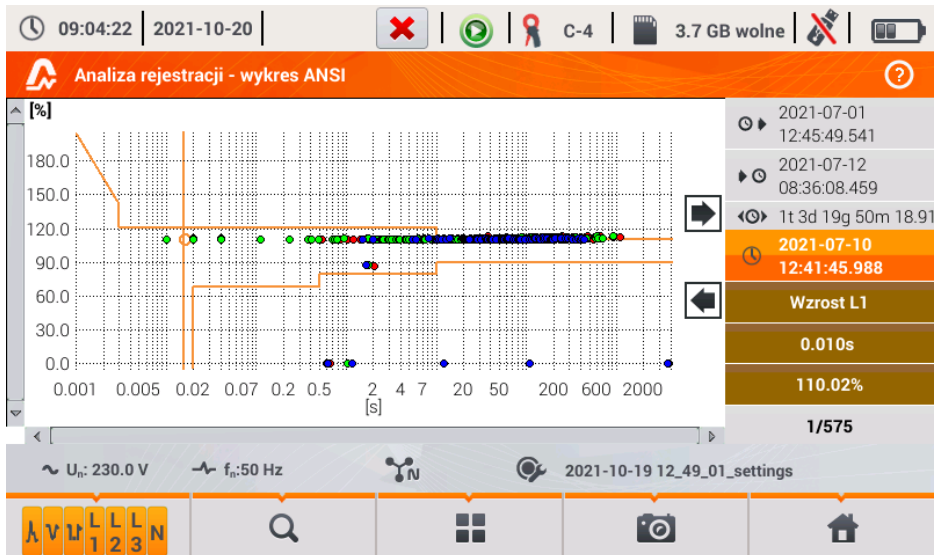 09:04:22 2021-10-20 C-4 3.7 GB wolne
Analiza rejestracji - wykres ANSI ?
[%]
180.0
150.0
120.0
90.0
60.0
30.0
0.0
0.001 0.005 0.02 0.07 0.2 0.5 2 4 7 20 50 200 600 2000
[s]
2021-07-01
12:45:49.541
2021-07-12
08:36:08.459
1t 3d 19g 50m 18.91
2021-07-10
12:41:45.988
Wzrost L1
0.010s
110.02%
1/575
Un: 230.0 V fn:50 Hz N 2021-10-19 12_49_01_settings
L1 L2 L3 N